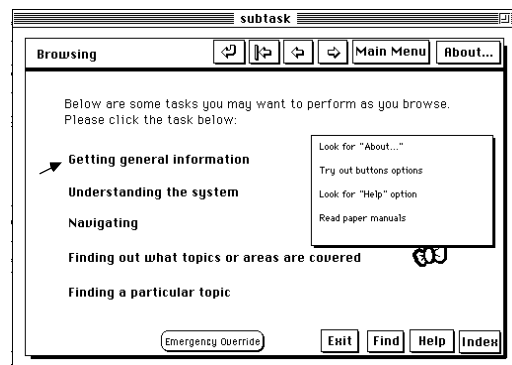 subtask
Browsing
Main Menu
About...
Below are some tasks you may want to perform as you browse.
Please click the task below:
Getting general information
Understanding the system
Navigating
Finding out what topics or areas are covered
Finding a particular topic
Look for "About..."
Try out buttons options
Look for "Help" option
Read paper manuals
Emergency Override
Exit
Find
Help
Index